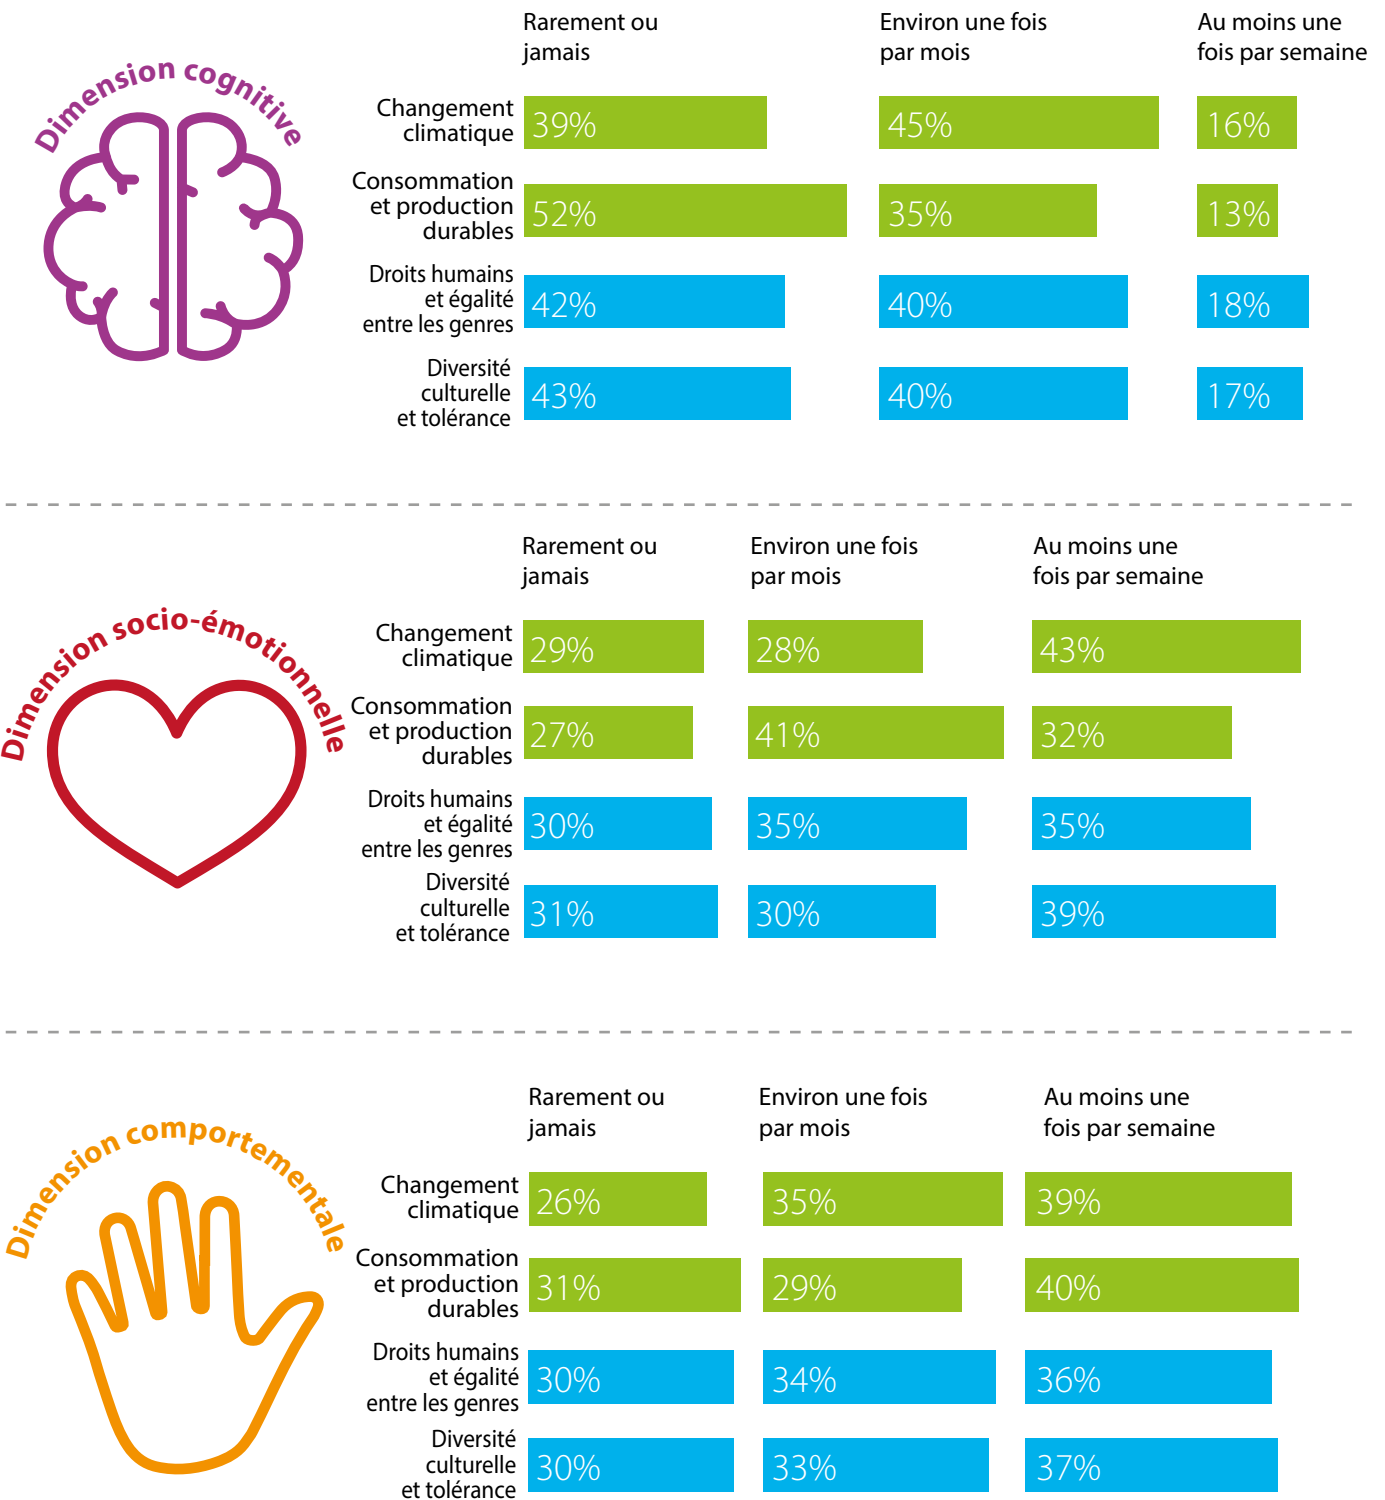 Dimension cognitive
Rarement ou
jamais
Environ une fois
par mois
Au moins une
fois par semaine
Changement
climatique
39%
45%
16%
Consommation
et production
durables
52%
35%
13%
Droits humains
et égalité
entre les genres
42%
40%
18%
Diversité
culturelle
et tolérance
43%
40%
17%
Dimension socio-émotionnelle
Rarement ou
jamais
Environ une fois
par mois
Au moins une
fois par semaine
Changement
climatique
29%
28%
43%
Consommation
et production
durables
27%
41%
32%
Droits humains
et égalité
entre les genres
30%
35%
35%
Diversité
culturelle
et tolérance
31%
30%
39%
Dimension comportementale
Rarement ou
jamais
Environ une fois
par mois
Au moins une
fois par semaine
Changement
climatique
26%
35%
39%
Consommation
et production
durables
31%
29%
40%
Droits humains
et égalité
entre les genres
30%
34%
36%
Diversité
culturelle
et tolérance
30%
33%
37%